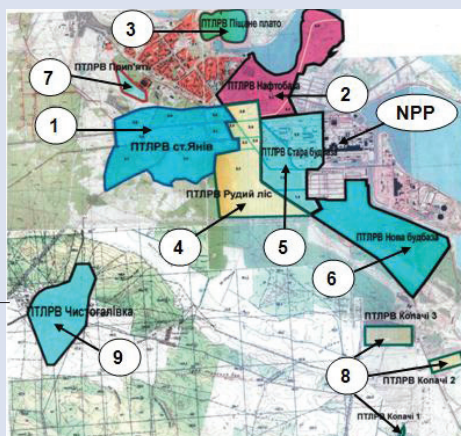 3
ПТЛРВ Піщане плато
7
ПТЛРВ Прип'ять
ПТЛРВ Нафтобаза
2
NPP
1
ПТЛРВ ст.Янів
ПТЛРВ Стара будбаза
ПТЛРВ Рудий ліс
4
5
ПТЛРВ Нова будбаза
6
ПТЛРВ Чистогалівка
ПТЛРВ Копачі 3
9
8
ПТЛРВ Копачі 2
ПТЛРВ Копачі 1